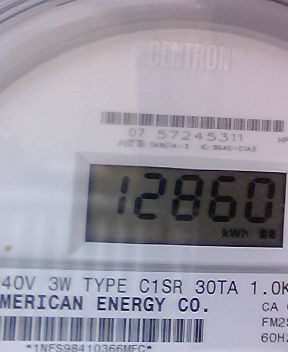 CENTRON®
07 57245311
12860
kWh
40V 3W TYPE C1SR 30TA 1.0K
MERICAN ENERGY CO.
CA
FM2S
60HZ
*1NFS98410366MFC*